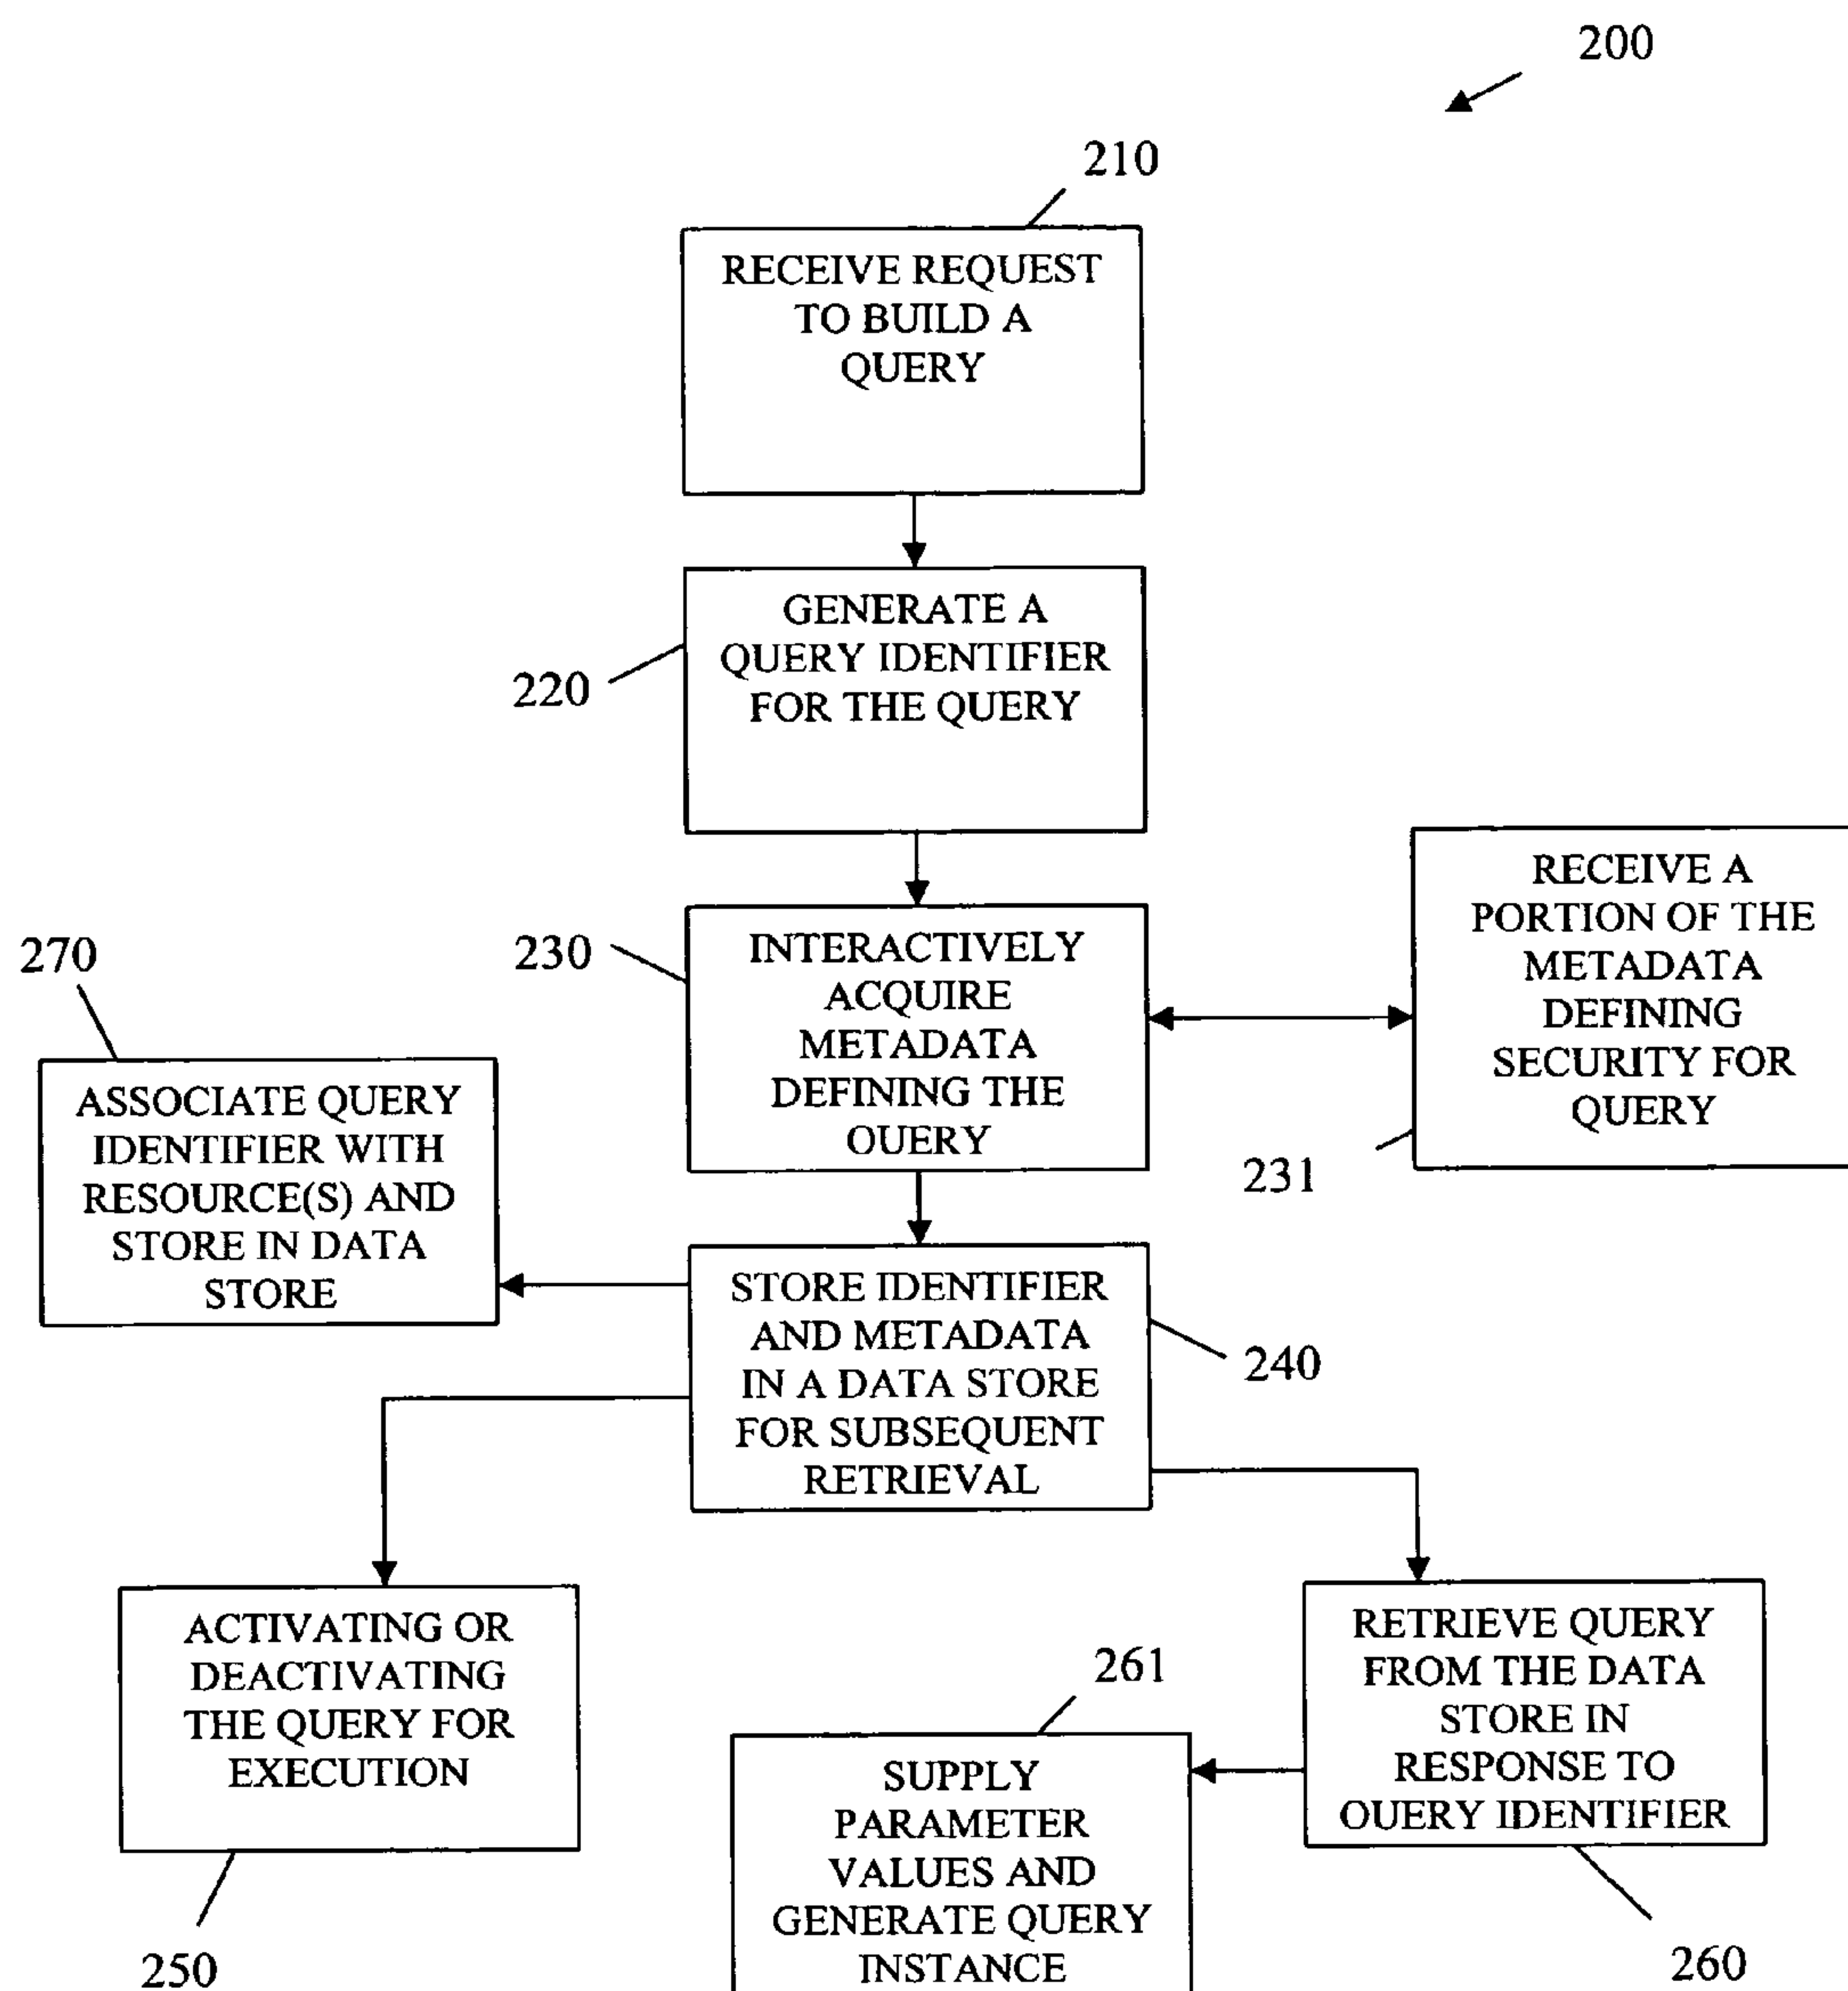 200
210
RECEIVE REQUEST
TO BUILD A
QUERY
GENERATE A
QUERY IDENTIFIER
FOR THE QUERY
220
RECEIVE A
PORTION OF THE
METADATA
DEFINING
SECURITY FOR
QUERY
231
230
INTERACTIVELY
ACQUIRE
METADATA
DEFINING THE
QUERY
270
ASSOCIATE QUERY
IDENTIFIER WITH
RESOURCE(S) AND
STORE IN DATA
STORE
STORE IDENTIFIER
AND METADATA
IN A DATA STORE
FOR SUBSEQUENT
RETRIEVAL
240
ACTIVATING OR
DEACTIVATING
THE QUERY FOR
EXECUTION
250
261
SUPPLY
PARAMETER
VALUES AND
GENERATE QUERY
INSTANCE
RETRIEVE QUERY
FROM THE DATA
STORE IN
RESPONSE TO
QUERY IDENTIFIER
260